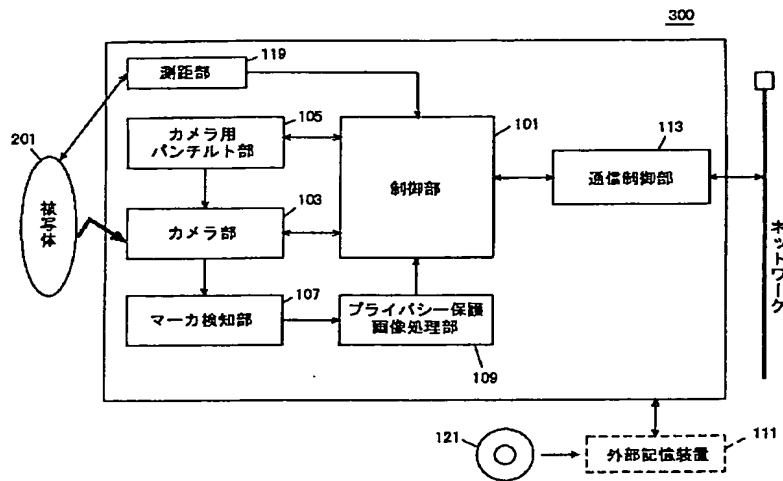 300
測距部
119
カメラ用
パンチルト部
105
201
被写体
カメラ部
103
制御部
101
通信制御部
113
ネットワーク
マーカ検知部
107
プライバシー保護
画像処理部
109
121
外部記憶装置
111